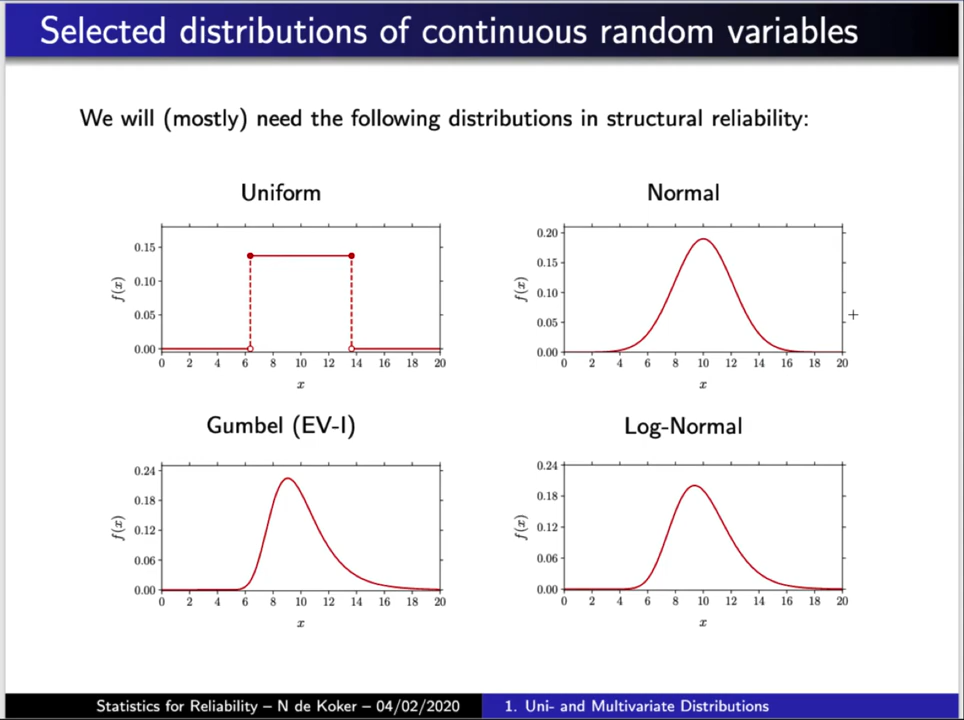 Selected distributions of continuous random variables
We will (mostly) need the following distributions in structural reliability:
Uniform
0.15
0.10
0.05
0.00
f(x)
0 2 4 6 8 10 12 14 16 18 20
x
Normal
0.20
0.15
0.10
0.05
0.00
f(x)
0 2 4 6 8 10 12 14 16 18 20
x
+
Gumbel (EV-I)
0.24
0.18
0.12
0.06
0.00
f(x)
0 2 4 6 8 10 12 14 16 18 20
x
Log-Normal
0.24
0.18
0.12
0.06
0.00
f(x)
0 2 4 6 8 10 12 14 16 18 20
x
Statistics for Reliability – N de Koker – 04/02/2020
1. Uni- and Multivariate Distributions